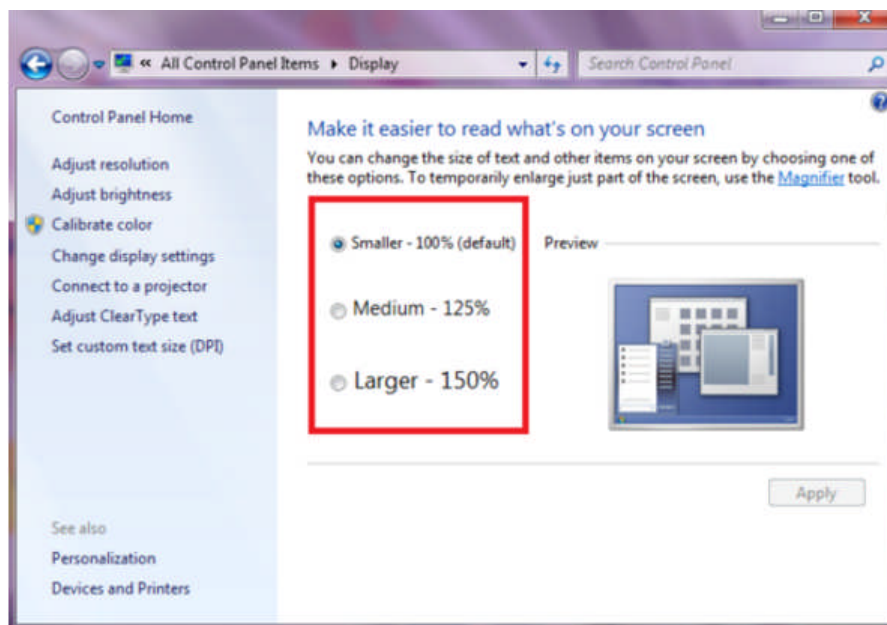 « All Control Panel Items ▸ Display
Search Control Panel
Control Panel Home
Adjust resolution
Adjust brightness
Calibrate color
Change display settings
Connect to a projector
Adjust ClearType text
Set custom text size (DPI)
See also
Personalization
Devices and Printers
Make it easier to read what's on your screen
You can change the size of text and other items on your screen by choosing one of
these options. To temporarily enlarge just part of the screen, use the Magnifier tool.
Smaller - 100% (default)
Medium - 125%
Larger - 150%
Preview
Apply